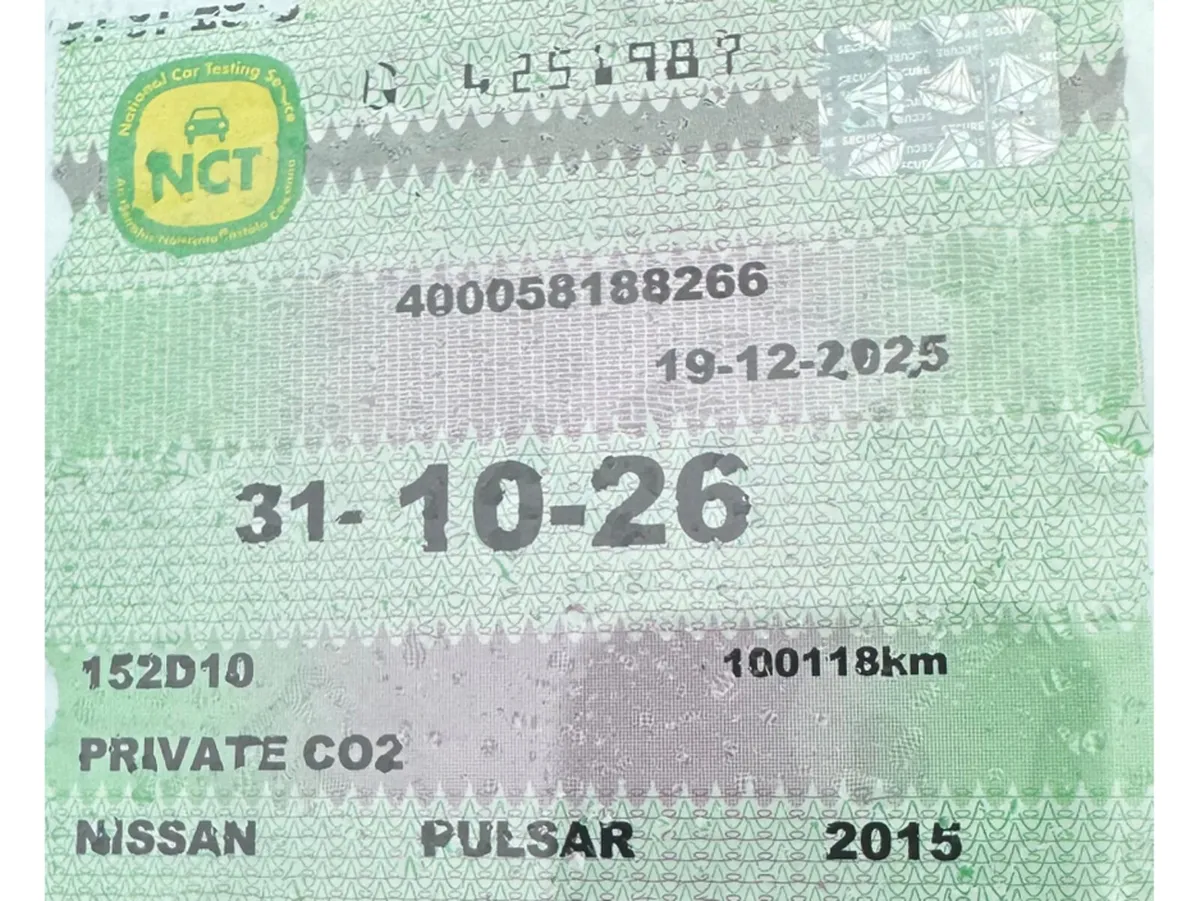 G 4251987
National Car Testing Service
NCT
400058188266
19-12-2025
31-10-26
152D10 100118km
PRIVATE CO2
NISSAN PULSAR 2015
SECURE